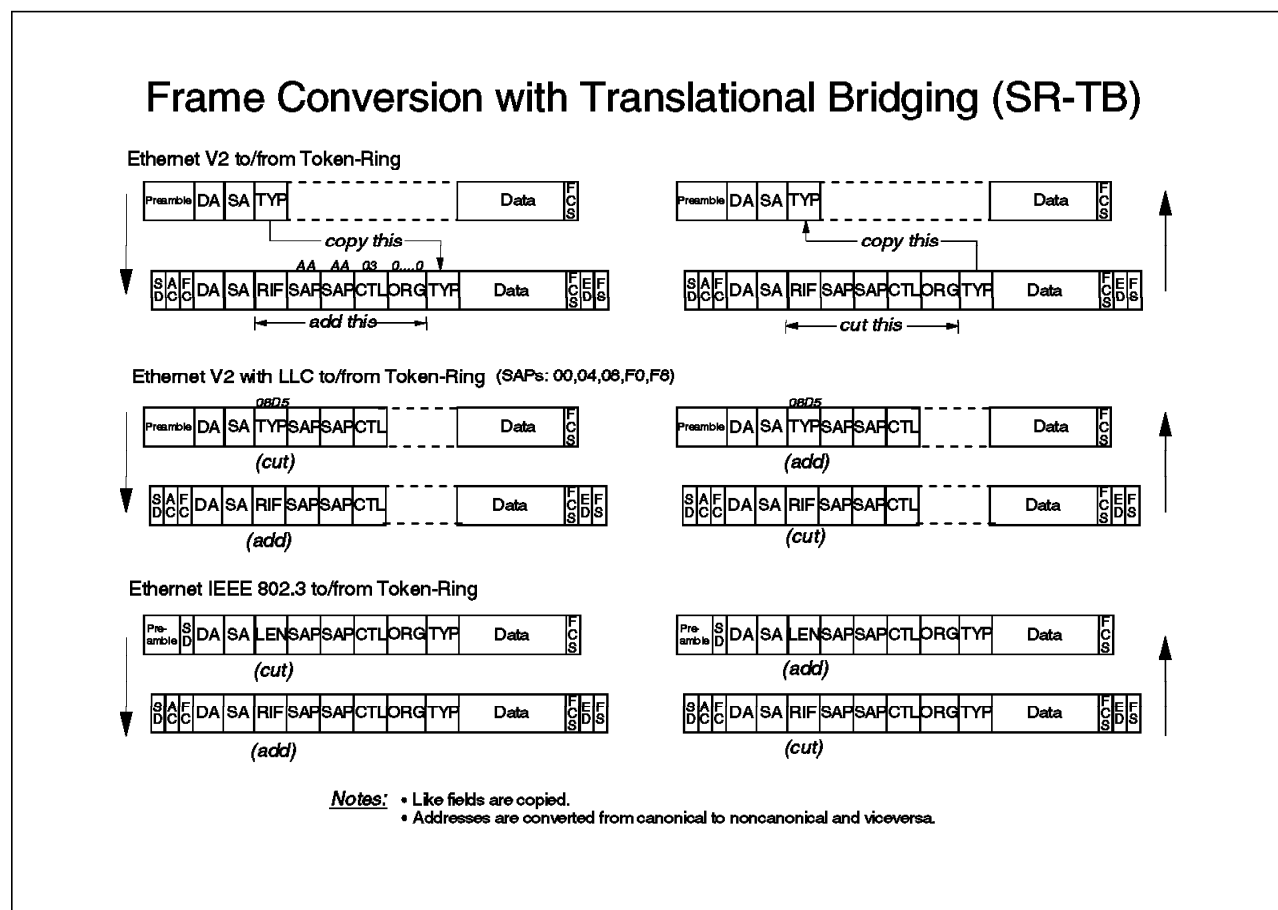 Frame Conversion with Translational Bridging (SR-TB)
Ethernet V2 to/from Token-Ring
Preamble DA SA TYP Data FCS
Preamble DA SA TYP Data FCS
copy this
copy this
AA AA 03 0....0
SD AC FC DA SA RIF SAP SAP CTL ORG TYP Data FCS ED FS
SD AC FC DA SA RIF SAP SAP CTL ORG TYP Data FCS ED FS
add this
cut this
Ethernet V2 with LLC to/from Token-Ring (SAPs: 00,04,08,F0,F8)
08D5
08D5
Preamble DA SA TYP SAP SAP CTL Data FCS
Preamble DA SA TYP SAP SAP CTL Data FCS
(cut)
(add)
SD AC FC DA SA RIF SAP SAP CTL Data FCS ED FS
SD AC FC DA SA RIF SAP SAP CTL Data FCS ED FS
(add)
(cut)
Ethernet IEEE 802.3 to/from Token-Ring
Pre-amble SD DA SA LEN SAP SAP CTL ORG TYP Data FCS
Pre-amble SD DA SA LEN SAP SAP CTL ORG TYP Data FCS
(cut)
(add)
SD AC FC DA SA RIF SAP SAP CTL ORG TYP Data FCS ED FS
SD AC FC DA SA RIF SAP SAP CTL ORG TYP Data FCS ED FS
(add)
(cut)
Notes: • Like fields are copied.
• Addresses are converted from canonical to noncanonical and viceversa.